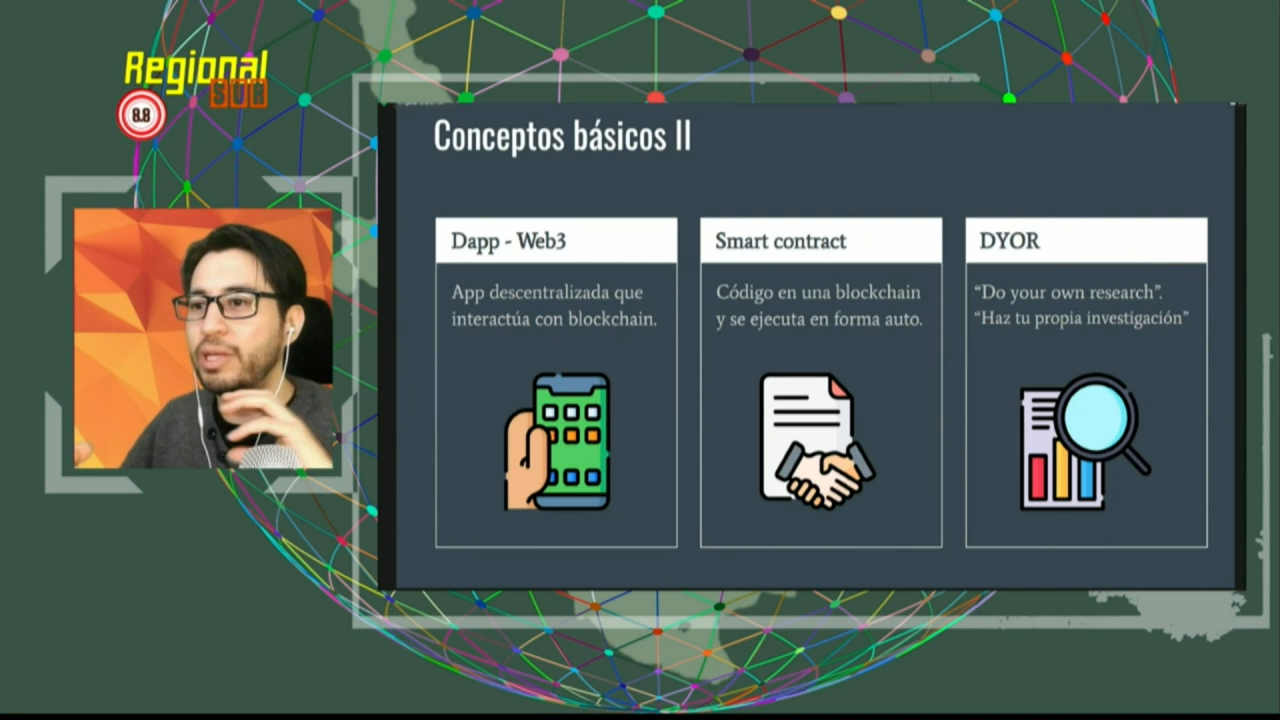 Regional
SUR
8.8
Conceptos básicos II
Dapp - Web3
App descentralizada que
interactúa con blockchain.
Smart contract
Código en una blockchain
y se ejecuta en forma auto.
DYOR
“Do your own research”.
“Haz tu propia investigación”